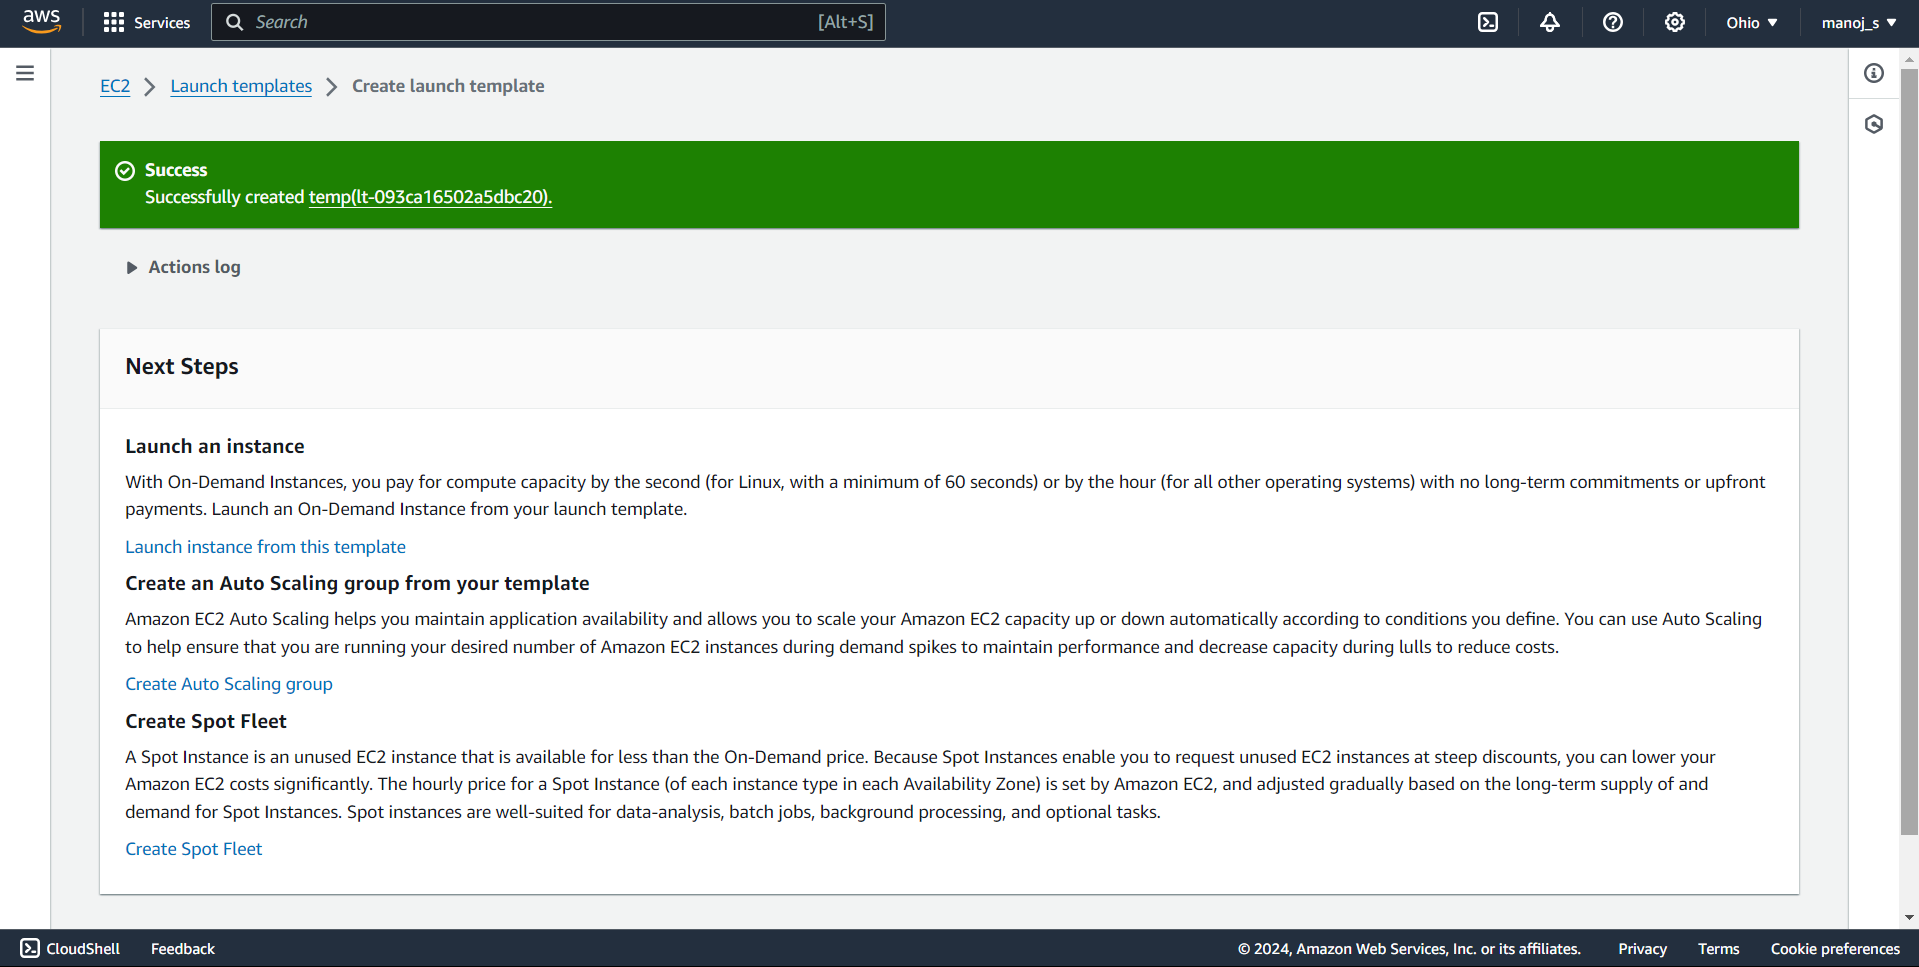 aws
Services
Search
[Alt+S]
Ohio
manoj_s
EC2
Launch templates
Create launch template
Success
Successfully created temp(lt-093ca16502a5dbc20).
Actions log
Next Steps
Launch an instance
With On-Demand Instances, you pay for compute capacity by the second (for Linux, with a minimum of 60 seconds) or by the hour (for all other operating systems) with no long-term commitments or upfront
payments. Launch an On-Demand Instance from your launch template.
Launch instance from this template
Create an Auto Scaling group from your template
Amazon EC2 Auto Scaling helps you maintain application availability and allows you to scale your Amazon EC2 capacity up or down automatically according to conditions you define. You can use Auto Scaling
to help ensure that you are running your desired number of Amazon EC2 instances during demand spikes to maintain performance and decrease capacity during lulls to reduce costs.
Create Auto Scaling group
Create Spot Fleet
A Spot Instance is an unused EC2 instance that is available for less than the On-Demand price. Because Spot Instances enable you to request unused EC2 instances at steep discounts, you can lower your
Amazon EC2 costs significantly. The hourly price for a Spot Instance (of each instance type in each Availability Zone) is set by Amazon EC2, and adjusted gradually based on the long-term supply of and
demand for Spot Instances. Spot instances are well-suited for data-analysis, batch jobs, background processing, and optional tasks.
Create Spot Fleet
CloudShell
Feedback
© 2024, Amazon Web Services, Inc. or its affiliates.
Privacy
Terms
Cookie preferences